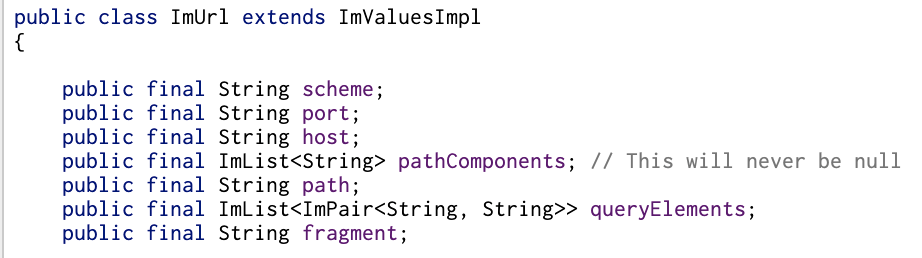 public class ImUrl extends ImValuesImpl
{
public final String scheme;
public final String port;
public final String host;
public final ImList<String> pathComponents; // This will never be null
public final String path;
public final ImList<ImPair<String, String>> queryElements;
public final String fragment;